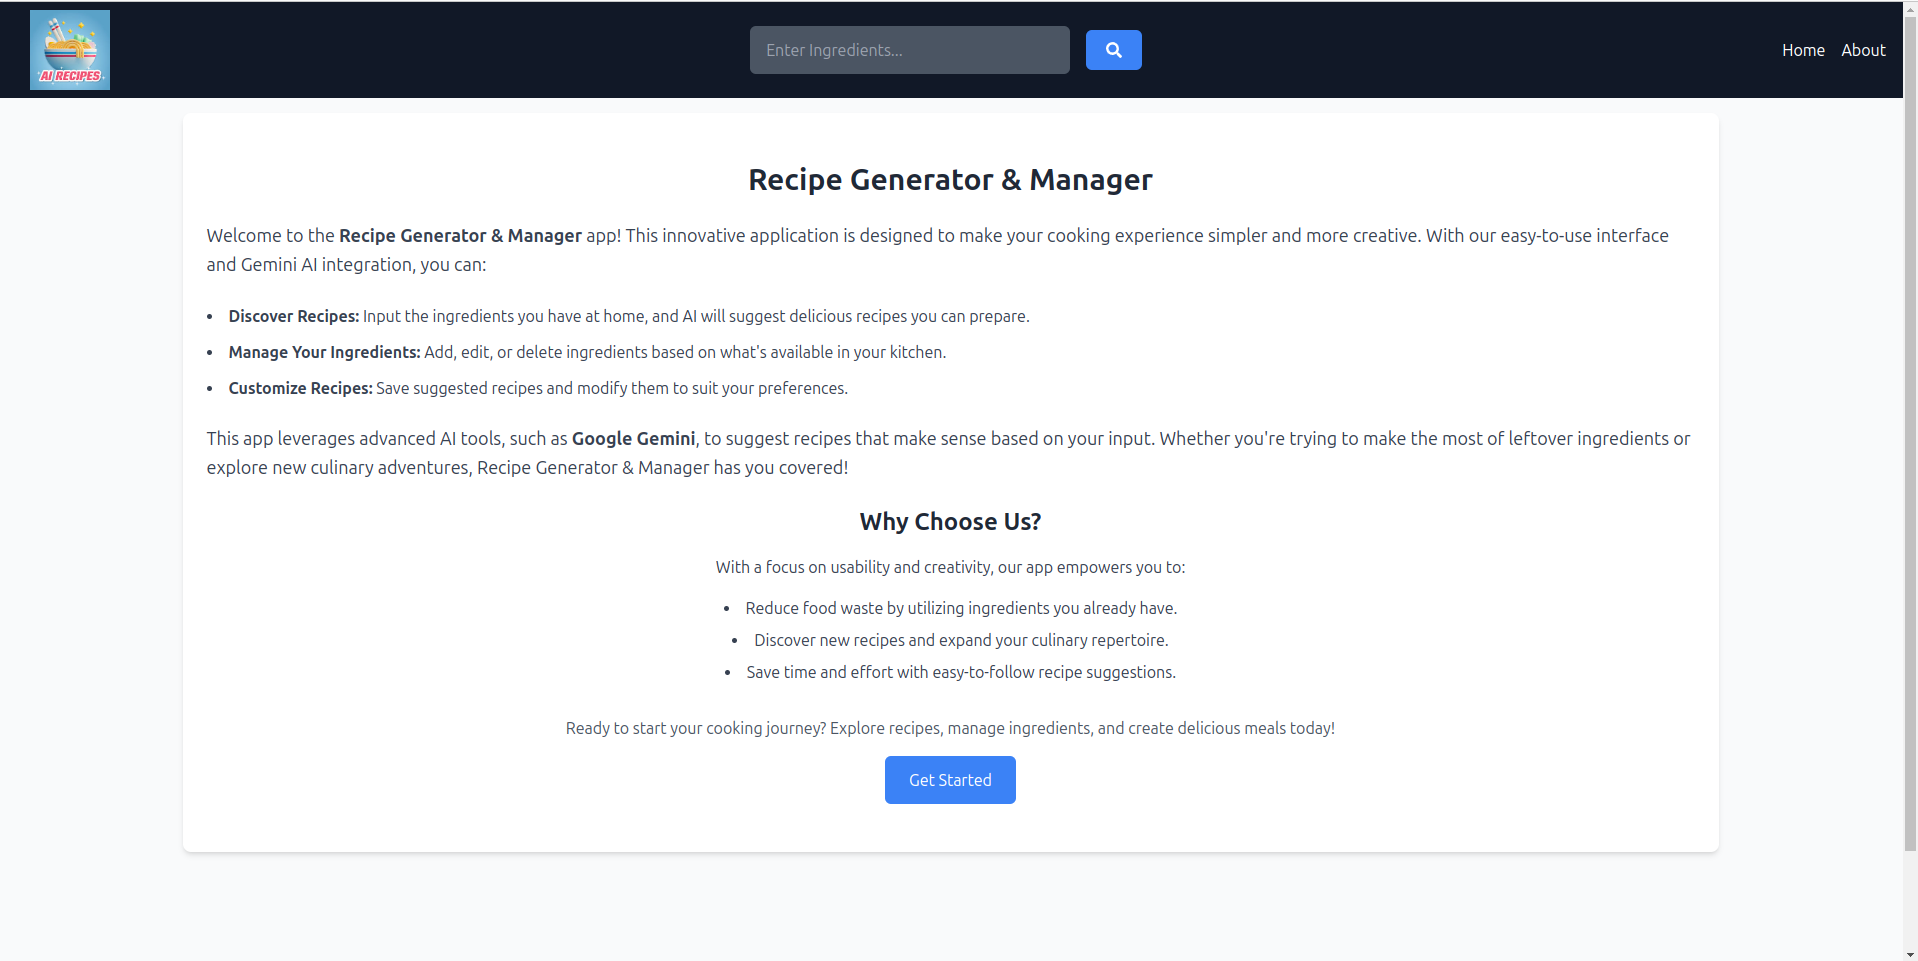 AI RECIPES
Enter Ingredients...
Home About
Recipe Generator & Manager
Welcome to the Recipe Generator & Manager app! This innovative application is designed to make your cooking experience simpler and more creative. With our easy-to-use interface
and Gemini AI integration, you can:
• Discover Recipes: Input the ingredients you have at home, and AI will suggest delicious recipes you can prepare.
• Manage Your Ingredients: Add, edit, or delete ingredients based on what's available in your kitchen.
• Customize Recipes: Save suggested recipes and modify them to suit your preferences.
This app leverages advanced AI tools, such as Google Gemini, to suggest recipes that make sense based on your input. Whether you're trying to make the most of leftover ingredients or
explore new culinary adventures, Recipe Generator & Manager has you covered!
Why Choose Us?
With a focus on usability and creativity, our app empowers you to:
• Reduce food waste by utilizing ingredients you already have.
• Discover new recipes and expand your culinary repertoire.
• Save time and effort with easy-to-follow recipe suggestions.
Ready to start your cooking journey? Explore recipes, manage ingredients, and create delicious meals today!
Get Started